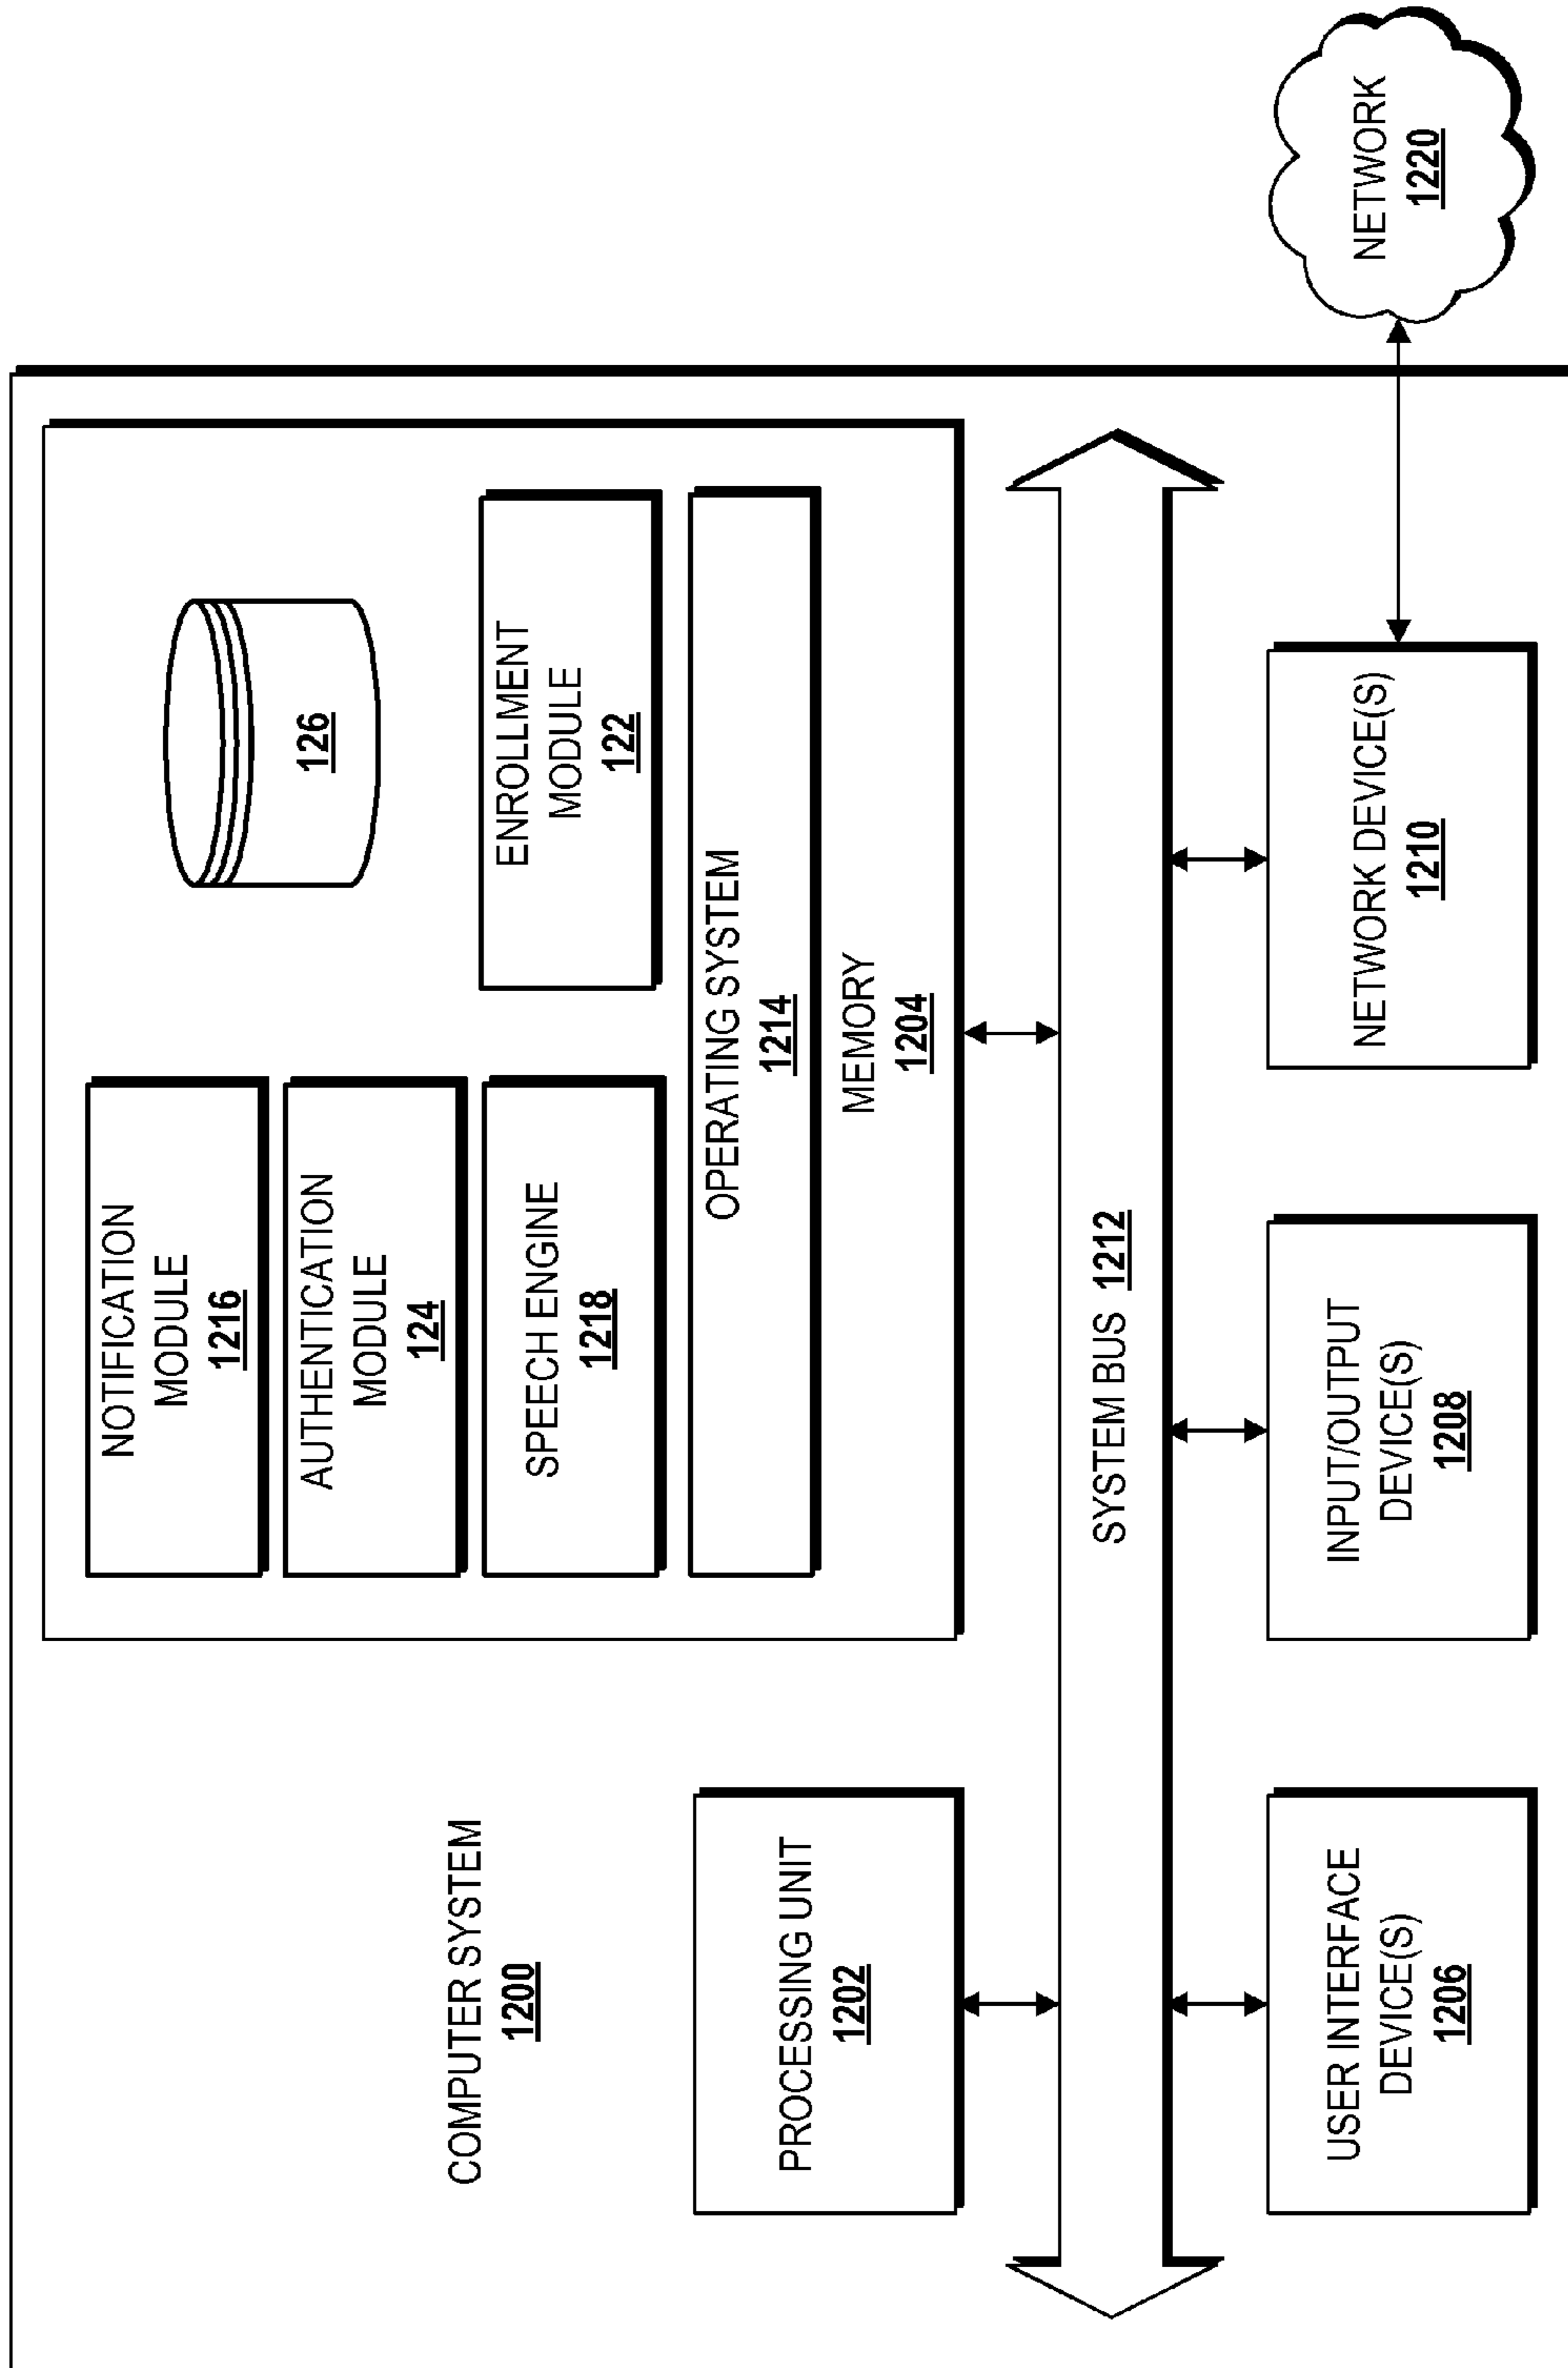 COMPUTER SYSTEM
1200
NOTIFICATION
MODULE
1216
AUTHENTICATION
MODULE
124
SPEECH ENGINE
1218
126
ENROLLMENT
MODULE
122
OPERATING SYSTEM
1214
MEMORY
1204
PROCESSING UNIT
1202
SYSTEM BUS 1212
USER INTERFACE
DEVICE(S)
1206
INPUT/OUTPUT
DEVICE(S)
1208
NETWORK DEVICE(S)
1210
NETWORK
1220